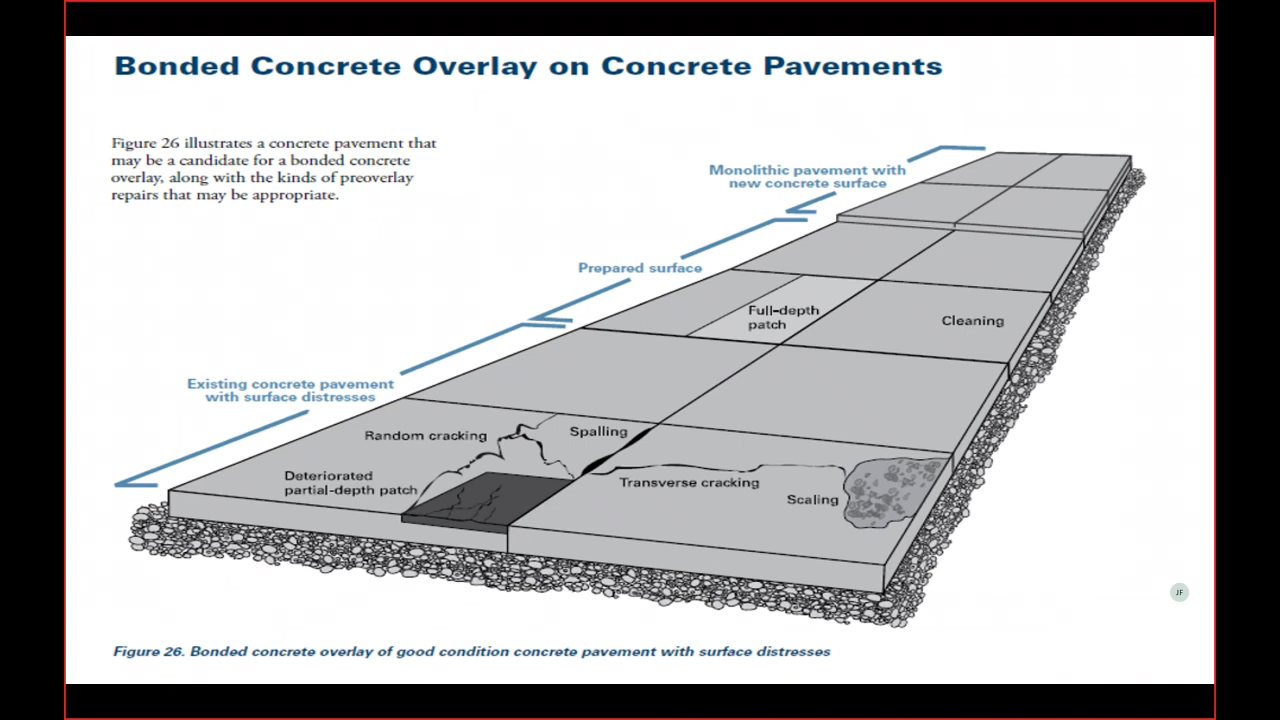 Bonded Concrete Overlay on Concrete Pavements
Figure 26 illustrates a concrete pavement that
may be a candidate for a bonded concrete
overlay, along with the kinds of preoverlay
repairs that may be appropriate.
Monolithic pavement with
new concrete surface
Prepared surface
Full-depth
patch
Cleaning
Existing concrete pavement
with surface distresses
Random cracking
Spalling
Deteriorated
partial-depth patch
Transverse cracking
Scaling
JF
Figure 26. Bonded concrete overlay of good condition concrete pavement with surface distresses